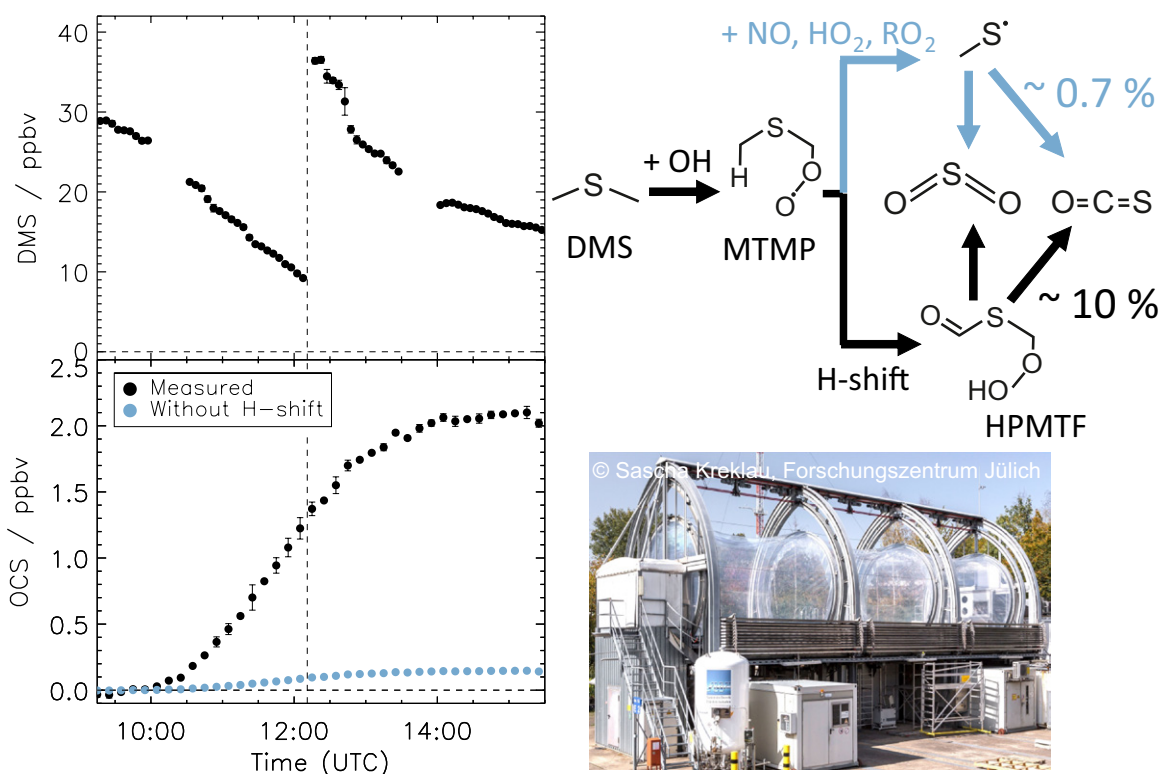 40
30
20
10
0
DMS / ppbv
2.5
2.0
1.5
1.0
0.5
0.0
OCS / ppbv
Measured
Without H-shift
10:00
12:00
14:00
Time (UTC)
+ NO, HO₂, RO₂
S•
~ 0.7 %
S
+ OH
H
S
O
O•
DMS
MTMP
S
O
O
O=C=S
~ 10 %
O
S
O
HO
H-shift
HPMTF
© Sascha Kreklau, Forschungszentrum Jülich